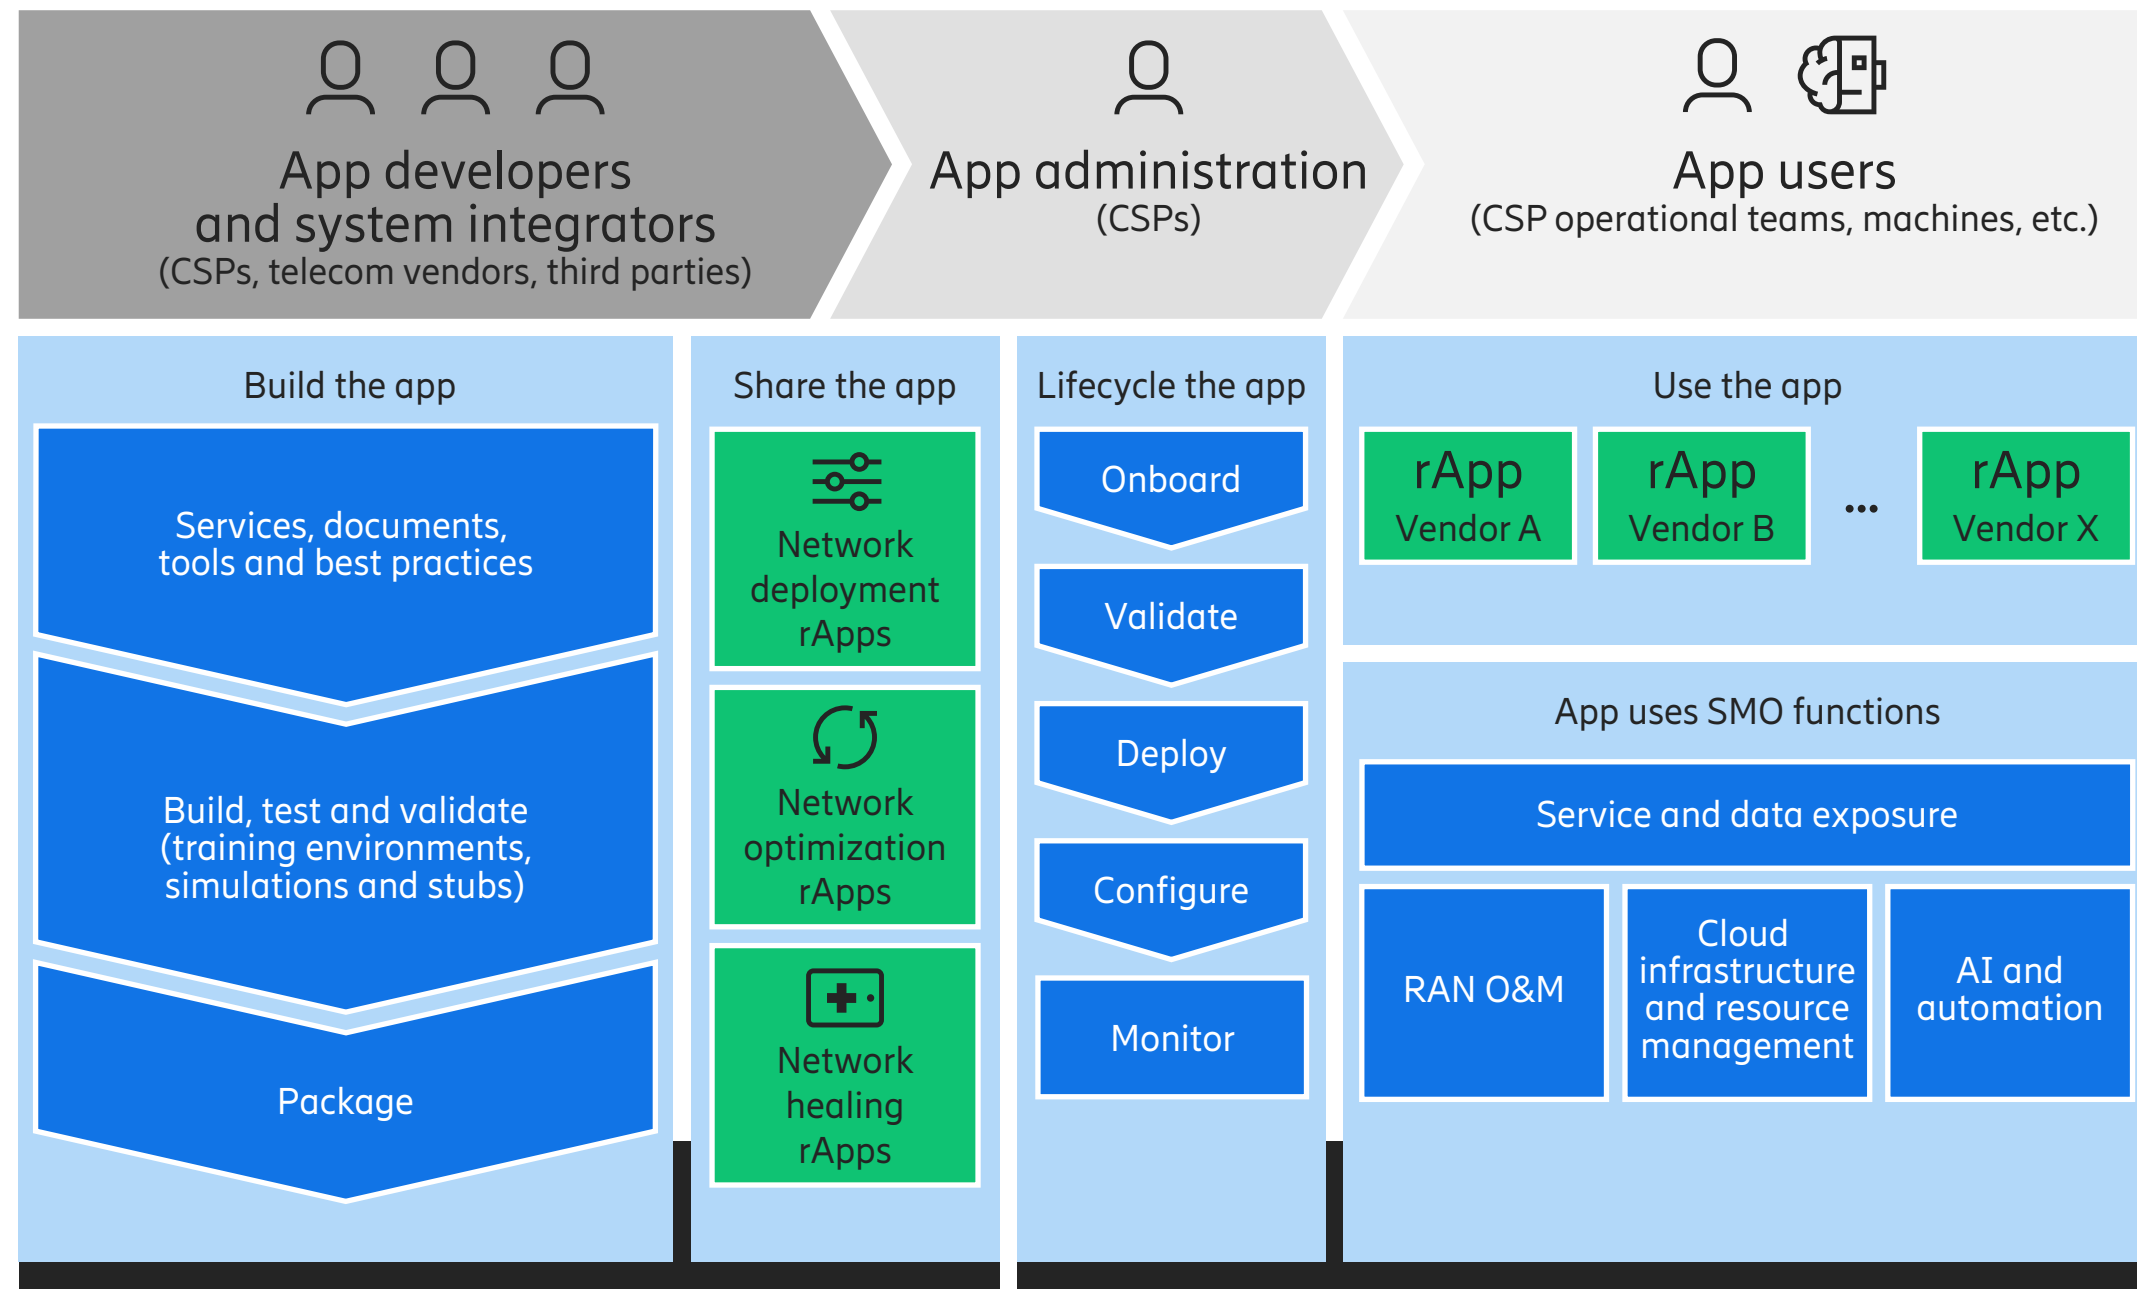 App developers
and system integrators
(CSPs, telecom vendors, third parties)
App administration
(CSPs)
App users
(CSP operational teams, machines, etc.)
Build the app
Services, documents,
tools and best practices
Build, test and validate
(training environments,
simulations and stubs)
Package
Share the app
Network
deployment
rApps
Network
optimization
rApps
Network
healing
rApps
Lifecycle the app
Onboard
Validate
Deploy
Configure
Monitor
Use the app
rApp
Vendor A
rApp
Vendor B
...
rApp
Vendor X
App uses SMO functions
Service and data exposure
RAN O&M
Cloud
infrastructure
and resource
management
AI and
automation